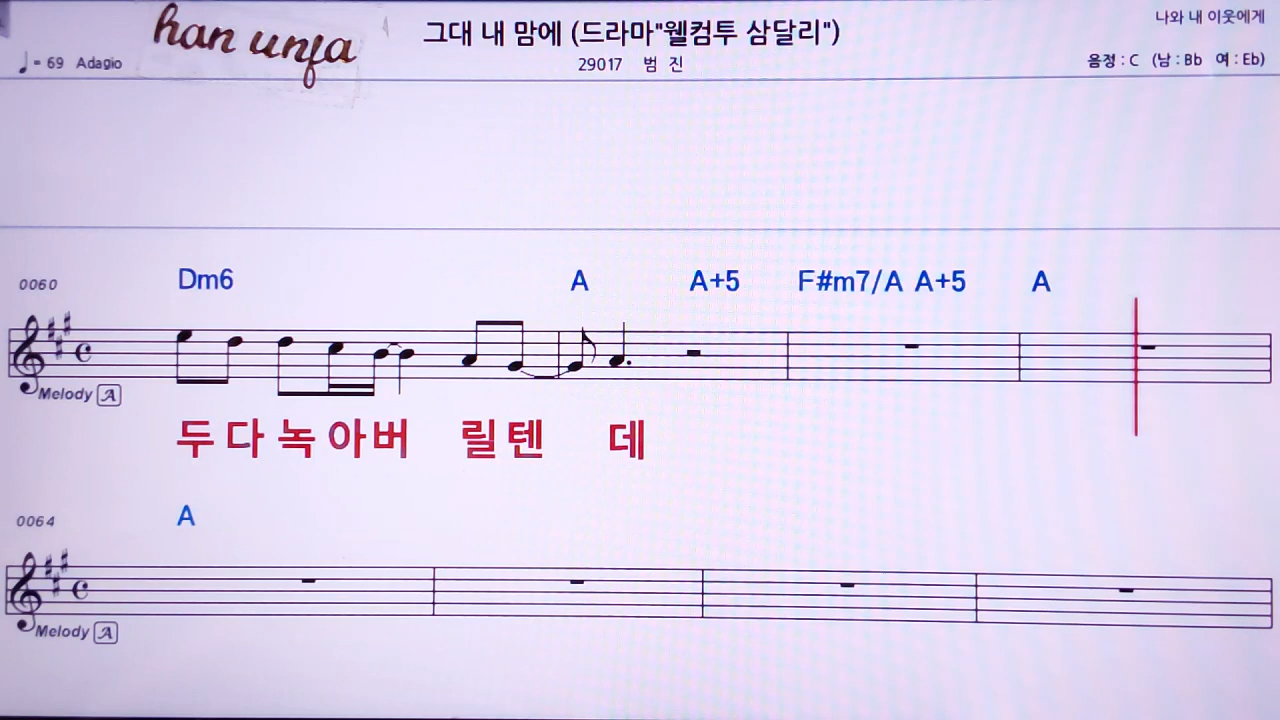 han unja
그대 내 맘에 (드라마"웰컴투 삼달리")
나와 내 이웃에게
♩= 69 Adagio
29017 범 진
음정 : C (남 : Bb 여 : Eb)
0060
Dm6 A A+5 F#m7/A A+5 A
Melody A
두 다 녹 아 버 릴 텐 데
0064
A
Melody A